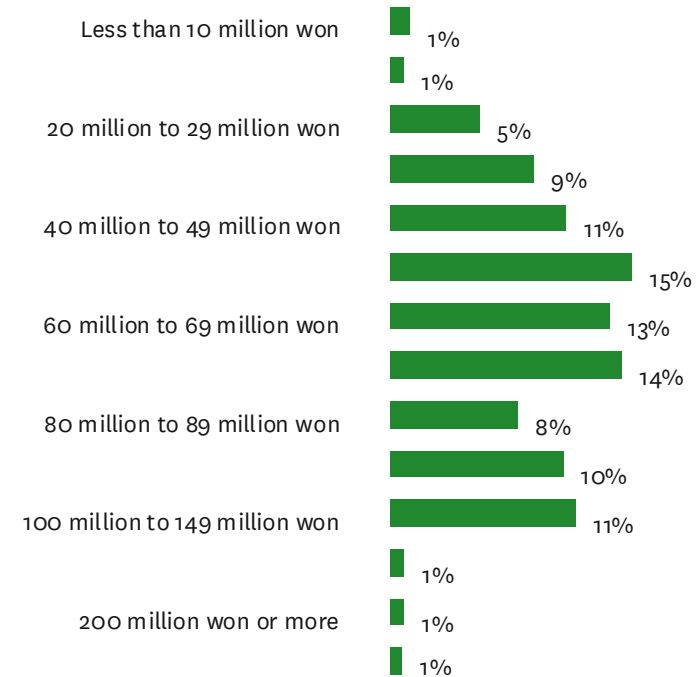 Less than 10 million won
1%
1%
20 million to 29 million won
5%
9%
40 million to 49 million won
11%
15%
60 million to 69 million won
13%
14%
80 million to 89 million won
8%
10%
100 million to 149 million won
11%
1%
200 million won or more
1%
1%